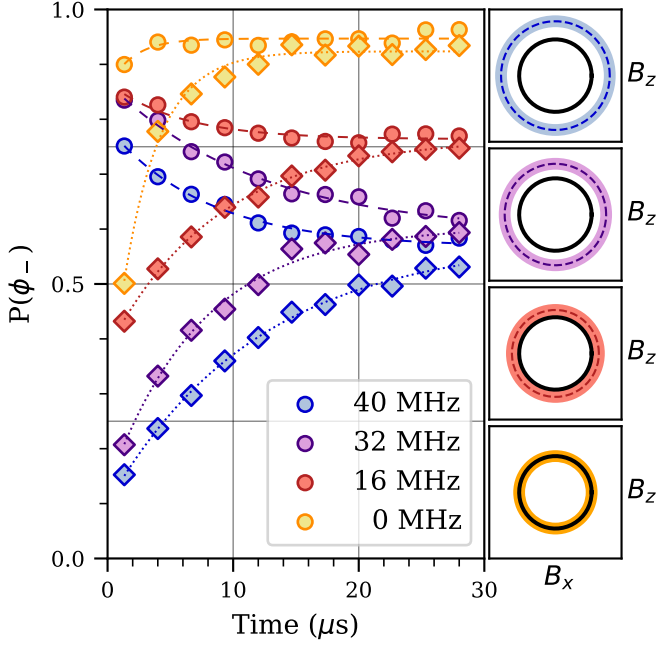 1.0
0.5
0.0
P(ϕ₋)
0
10
20
30
Time (μs)
40 MHz
32 MHz
16 MHz
0 MHz
B_z
B_z
B_z
B_z
B_x